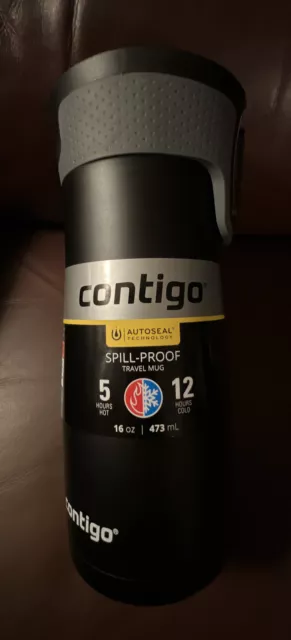 contigo®
AUTOSEAL®
TECHNOLOGY
SPILL-PROOF
TRAVEL MUG
5 12
HOURS HOURS
HOT COLD
16 oz | 473 mL
contigo®